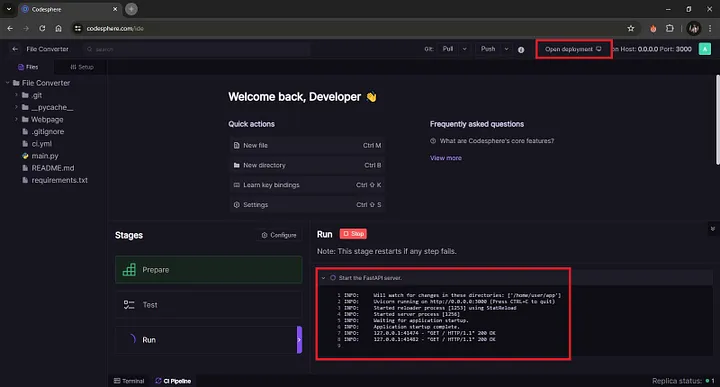 Codesphere
codesphere.com/ide
File Converter
search
Git:
Pull
Push
Open deployment
n Host: 0.0.0.0 Port: 3000
A
Files
Setup
File Converter
.git
__pycache__
Webpage
.gitignore
ci.yml
main.py
README.md
requirements.txt
Welcome back, Developer 👋
Quick actions
New file Ctrl M
New directory Ctrl B
Learn key bindings Ctrl ⇧ K
Settings Ctrl ⇧ S
Frequently asked questions
What are Codesphere's core features?
View more
Stages
Configure
Prepare
Test
Run
Run
Stop
Note: This stage restarts if any step fails.
Start the FastAPI server.
1 INFO: Will watch for changes in these directories: ['/home/user/app']
2 INFO: Uvicorn running on http://0.0.0.0:3000 (Press CTRL+C to quit)
3 INFO: Started reloader process [1253] using StatReload
4 INFO: Started server process [1256]
5 INFO: Waiting for application startup.
6 INFO: Application startup complete.
7 INFO: 127.0.0.1:41474 - "GET / HTTP/1.1" 200 OK
8 INFO: 127.0.0.1:41482 - "GET / HTTP/1.1" 200 OK
Terminal
CI Pipeline
Replica status: 1